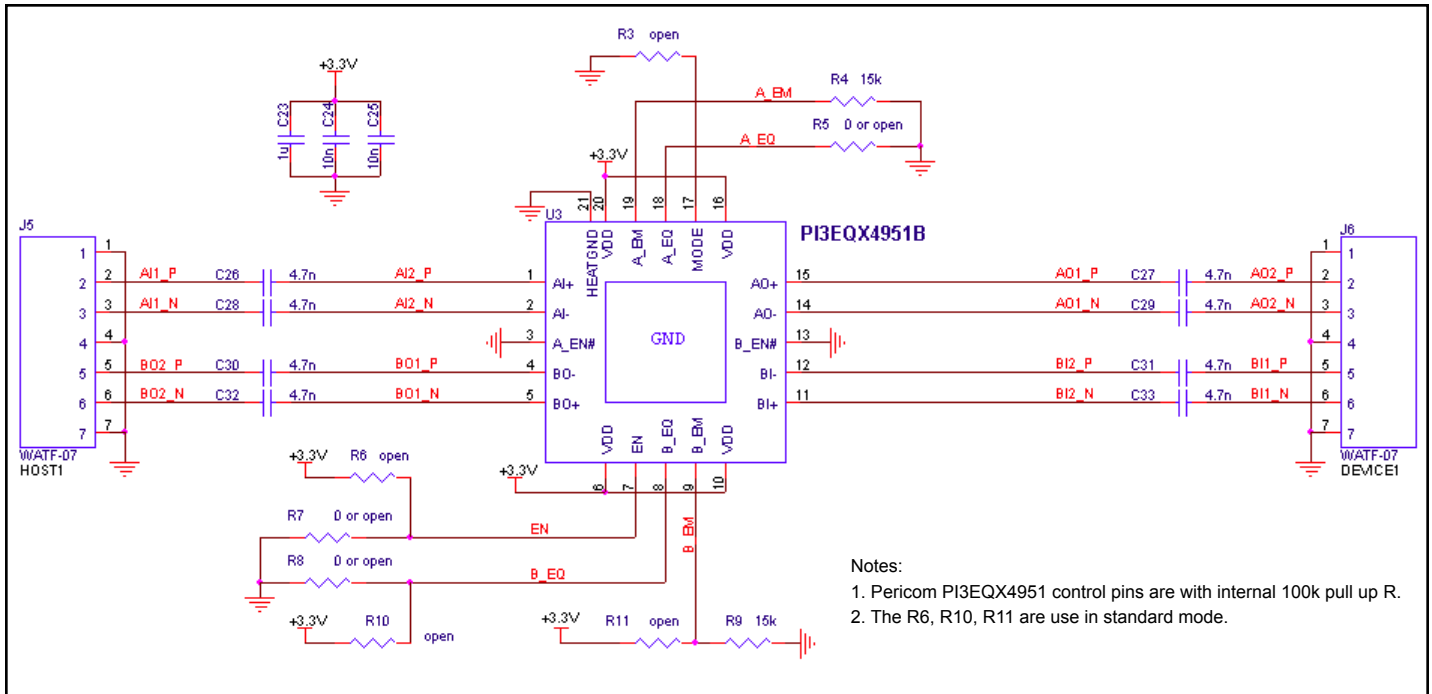 R3 open
+3.3V
C23
C24
C25
1u
10n
10n
R4 15k
A_EM
R5 0 or open
A_EQ
+3.3V
21
20
19
18
17
16
U3
HEATGND
VDD
A_EM
A_EQ
MODE
VDD
PI3EQX4951B
J5
J6
1 1
2 2 AI1_P C26 4.7n AI2_P 1 AI+
3 3 AI1_N C28 4.7n AI2_N 2 AI-
4 4 3 A_EN#
5 5 BO2_P C30 4.7n BO1_P 4 BO-
6 6 BO2_N C32 4.7n BO1_N 5 BO+
7 7
GND
1 1
AO+ 15 AO1_P C27 4.7n AO2_P 2 2
AO- 14 AO1_N C29 4.7n AO2_N 3 3
B_EN# 13 4 4
BI- 12 BI2_P C31 4.7n BI1_P 5 5
BI+ 11 BI2_N C33 4.7n BI1_N 6 6
7 7
WATF-07
HOST1
WATF-07
DEVICE1
VDD
EN
B_EQ
B_EM
VDD
6
7
8
9
10
+3.3V R6 open
+3.3V
R7 0 or open
EN
B_EM
R8 0 or open
B_EQ
+3.3V R10
open
+3.3V R11 open R9 15k
Notes:
1. Pericom PI3EQX4951 control pins are with internal 100k pull up R.
2. The R6, R10, R11 are use in standard mode.